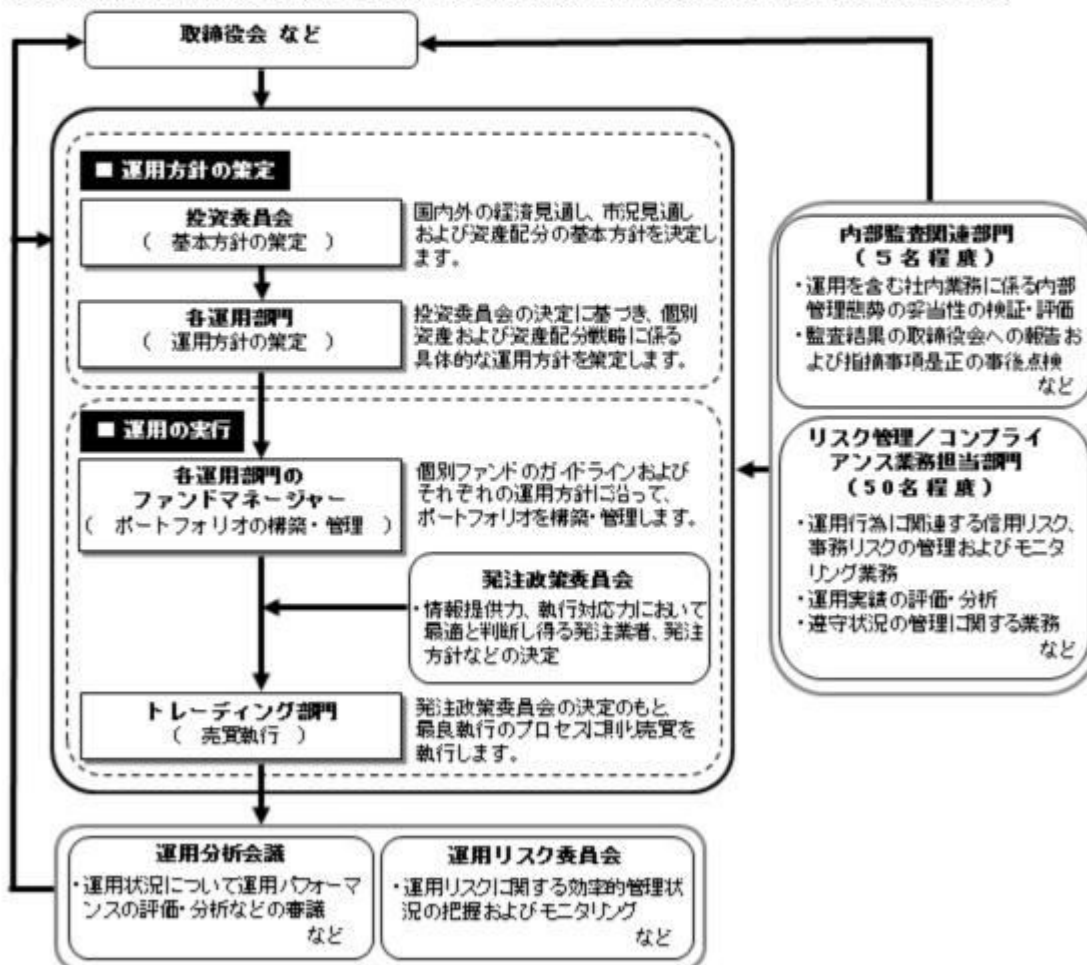 取締役会 など
■ 運用方針の策定
投資委員会
( 基本方針の策定 )
国内外の経済見通し、市況見通し
および資産配分の基本方針を決定し
ます。
各運用部門
( 運用方針の策定 )
投資委員会の決定に基づき、個別
資産および資産配分戦略に係る
具体的な運用方針を策定します。
■ 運用の実行
各運用部門の
ファンドマネージャー
( ポートフォリオの構築・管理 )
個別ファンドのガイドラインおよび
それぞれの運用方針に沿って、
ポートフォリオを構築・管理します。
発注政策委員会
・情報提供力、執行対応力において
最適と判断し得る発注業者、発注
方針などの決定
トレーディング部門
( 売買執行 )
発注政策委員会の決定のもと
最良執行のプロセスに則り売買を
執行します。
運用分析会議
・運用状況について運用パフォーマ
ンスの評価・分析などの審議
など
運用リスク委員会
・運用リスクに関する効率的管理状
況の把握およびモニタリング
など
内部監査関連部門
(5名程度)
・運用を含む社内業務に係る内部
管理態勢の妥当性の検証・評価
・監査結果の取締役会への報告お
よび指摘事項是正の事後点検
など
リスク管理/コンプライ
アンス業務担当部門
(50名程度)
・運用行為に関連する信用リスク、
事務リスクの管理およびモニタ
リング業務
・運用実績の評価・分析
・遵守状況の管理に関する業務
など